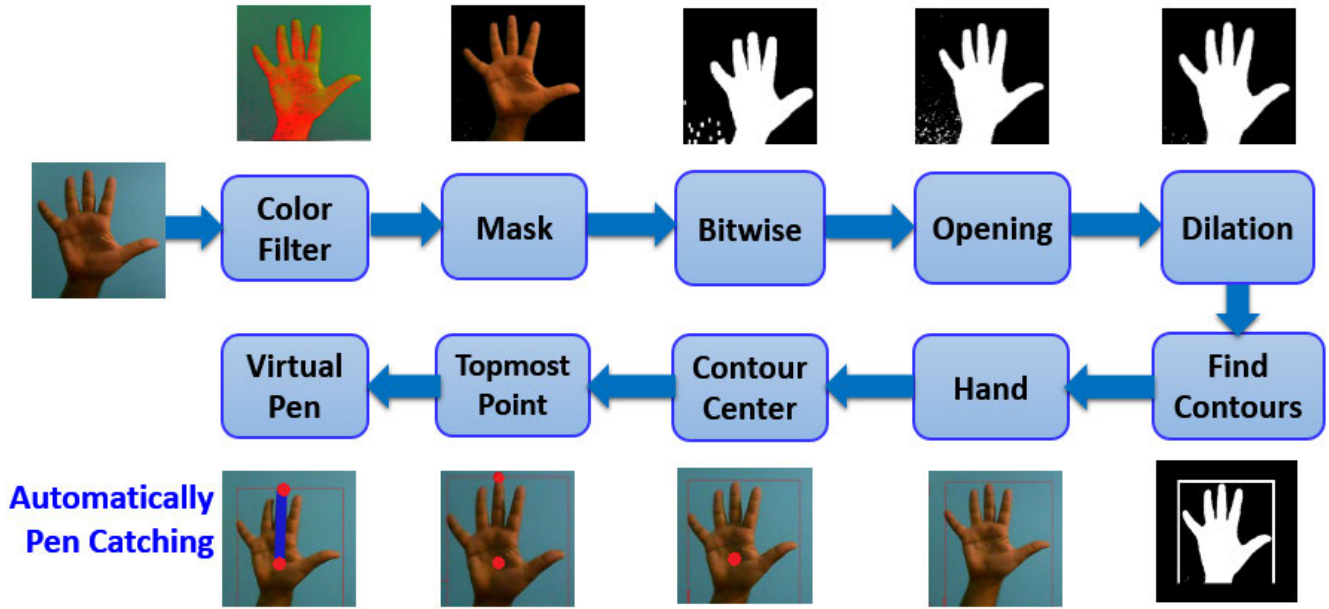 Color
Filter
Mask
Bitwise
Opening
Dilation
Virtual
Pen
Topmost
Point
Contour
Center
Hand
Find
Contours
Automatically
Pen Catching